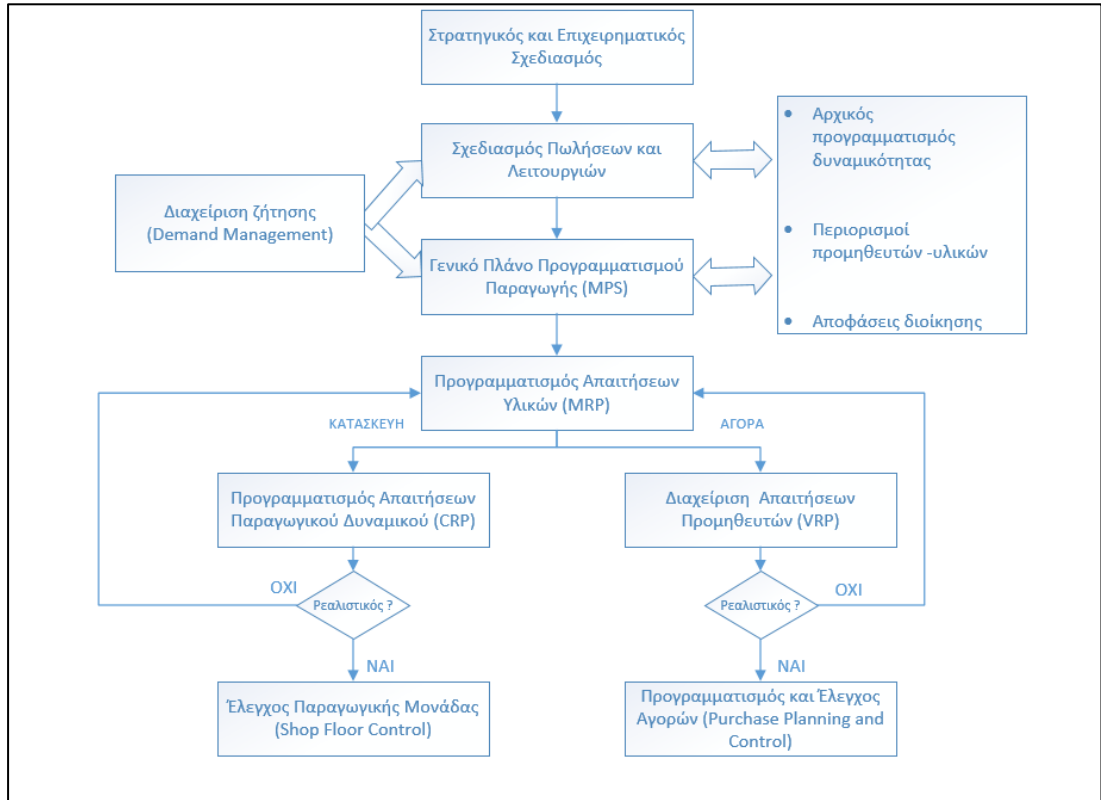 Στρατηγικός και Επιχειρηματικός
Σχεδιασμός
Σχεδιασμός Πωλήσεων και
Λειτουργιών
• Αρχικός
προγραμματισμός
δυναμικότητας
Διαχείριση ζήτησης
(Demand Management)
• Περιορισμοί
προμηθευτών -υλικών
Γενικό Πλάνο Προγραμματισμού
Παραγωγής (MPS)
• Αποφάσεις διοίκησης
Προγραμματισμός Απαιτήσεων
Υλικών (MRP)
ΚΑΤΑΣΚΕΥΗ
ΑΓΟΡΑ
Προγραμματισμός Απαιτήσεων
Παραγωγικού Δυναμικού (CRP)
Διαχείριση Απαιτήσεων
Προμηθευτών (VRP)
ΟΧΙ
Ρεαλιστικός ?
Ρεαλιστικός ?
ΟΧΙ
ΝΑΙ
ΝΑΙ
Έλεγχος Παραγωγικής Μονάδας
(Shop Floor Control)
Προγραμματισμός και Έλεγχος
Αγορών (Purchase Planning and
Control)